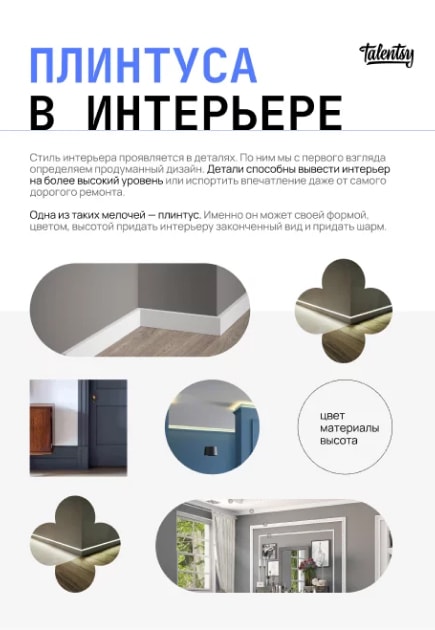 ПЛИНТУСА
Talentsy
В ИНТЕРЬЕРЕ
Стиль интерьера проявляется в деталях. По ним мы с первого взгляда
определяем продуманный дизайн. Детали способны вывести интерьер
на более высокий уровень или испортить впечатление даже от самого
дорогого ремонта.
Одна из таких мелочей — плинтус. Именно он может своей формой,
цветом, высотой придать интерьеру законченный вид и придать шарм.
цвет
материалы
высота